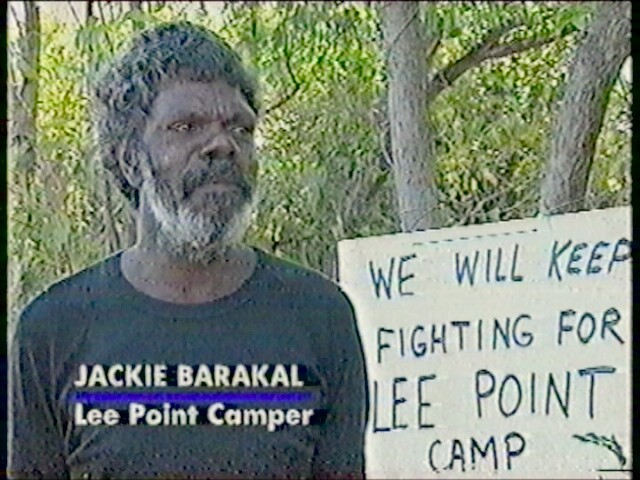 JACKIE BARAKAL
Lee Point Camper
WE WILL KEEP
FIGHTING FOR
LEE POINT
CAMP